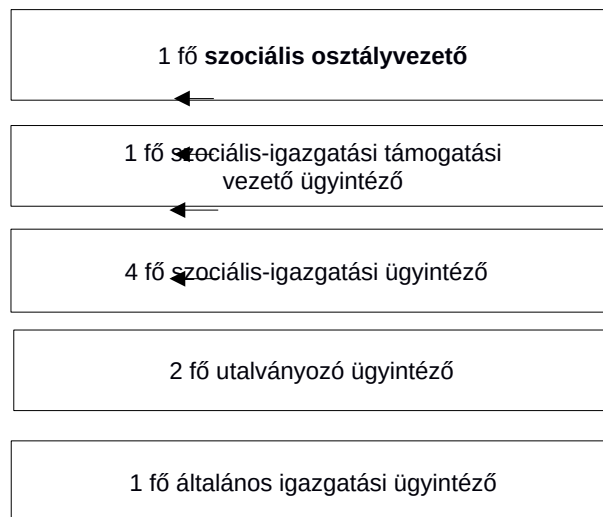 1 fő szociális osztályvezető
1 fő szociális-igazgatási támogatási
vezető ügyintéző
4 fő szociális-igazgatási ügyintéző
2 fő utalványozó ügyintéző
1 fő általános igazgatási ügyintéző